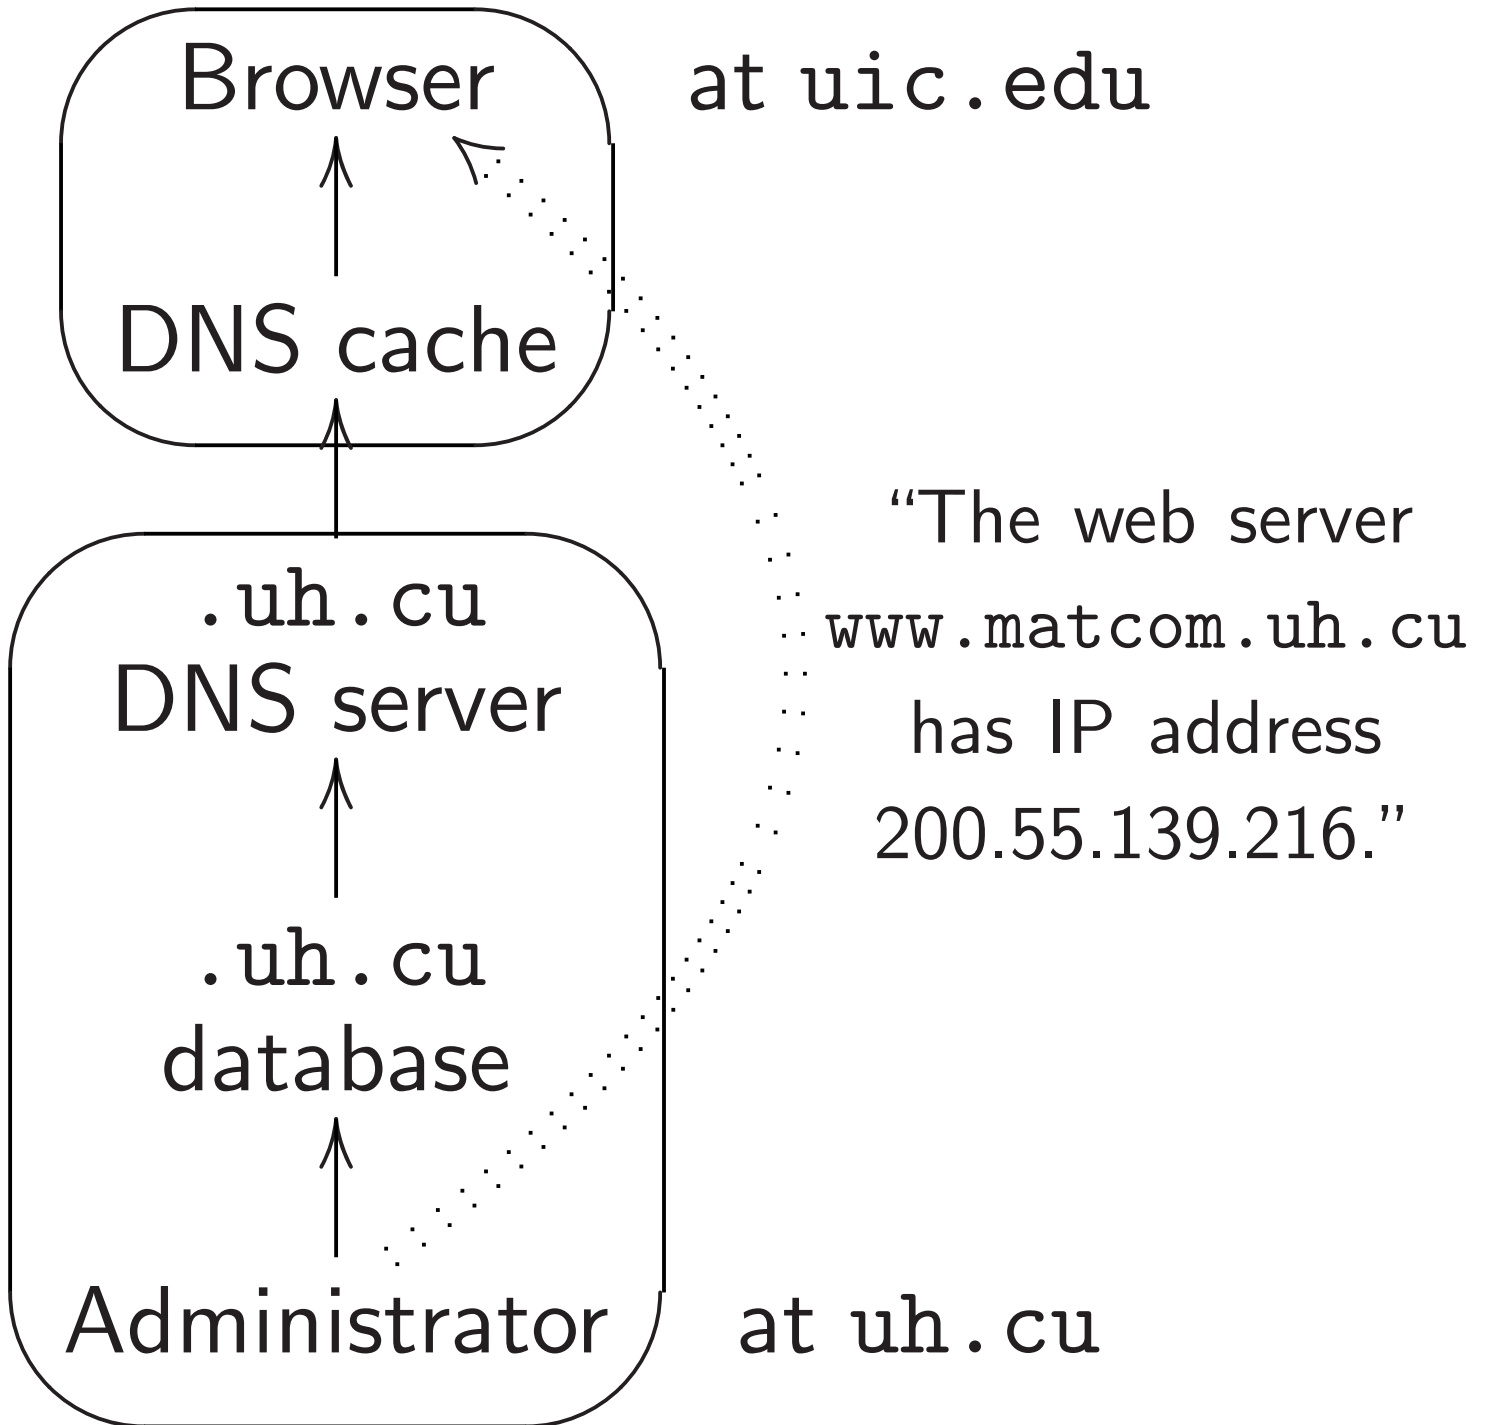 Browser at uic.edu
DNS cache
“The web server
www.matcom.uh.cu
has IP address
200.55.139.216.”
.uh.cu
DNS server
.uh.cu
database
Administrator at uh.cu